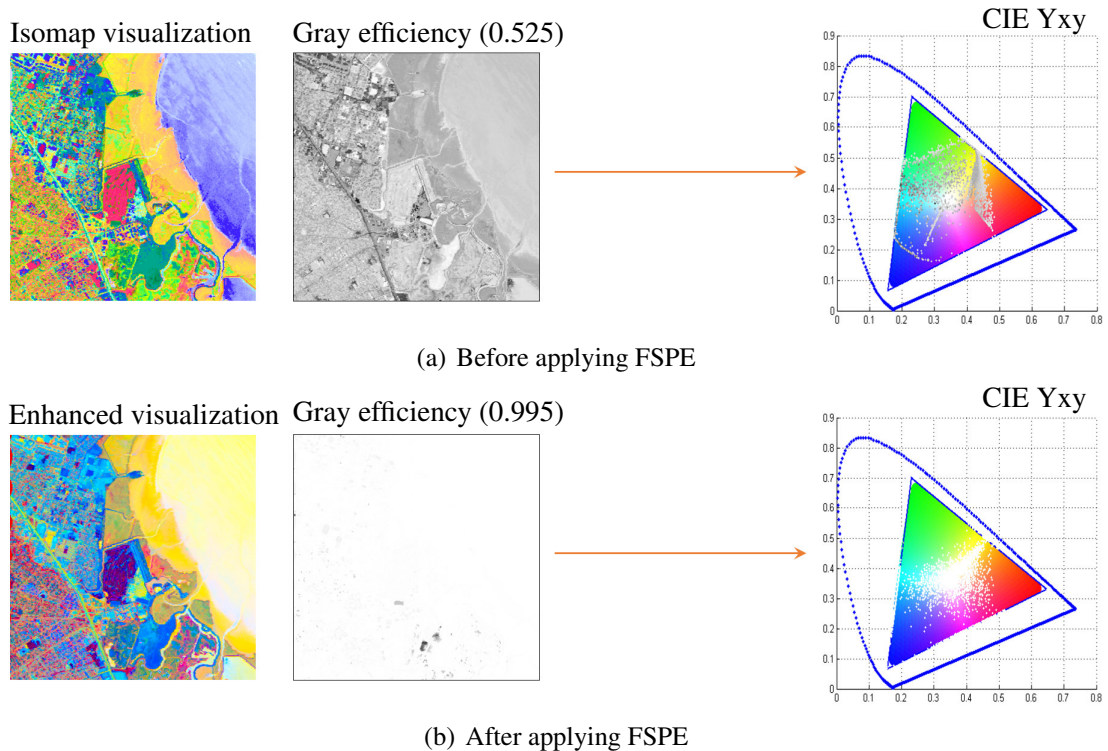 Isomap visualization
Gray efficiency (0.525)
CIE Yxy
0.9
0.8
0.7
0.6
0.5
0.4
0.3
0.2
0.1
0
0 0.1 0.2 0.3 0.4 0.5 0.6 0.7 0.8
(a) Before applying FSPE
Enhanced visualization
Gray efficiency (0.995)
CIE Yxy
0.9
0.8
0.7
0.6
0.5
0.4
0.3
0.2
0.1
0
0 0.1 0.2 0.3 0.4 0.5 0.6 0.7 0.8
(b) After applying FSPE